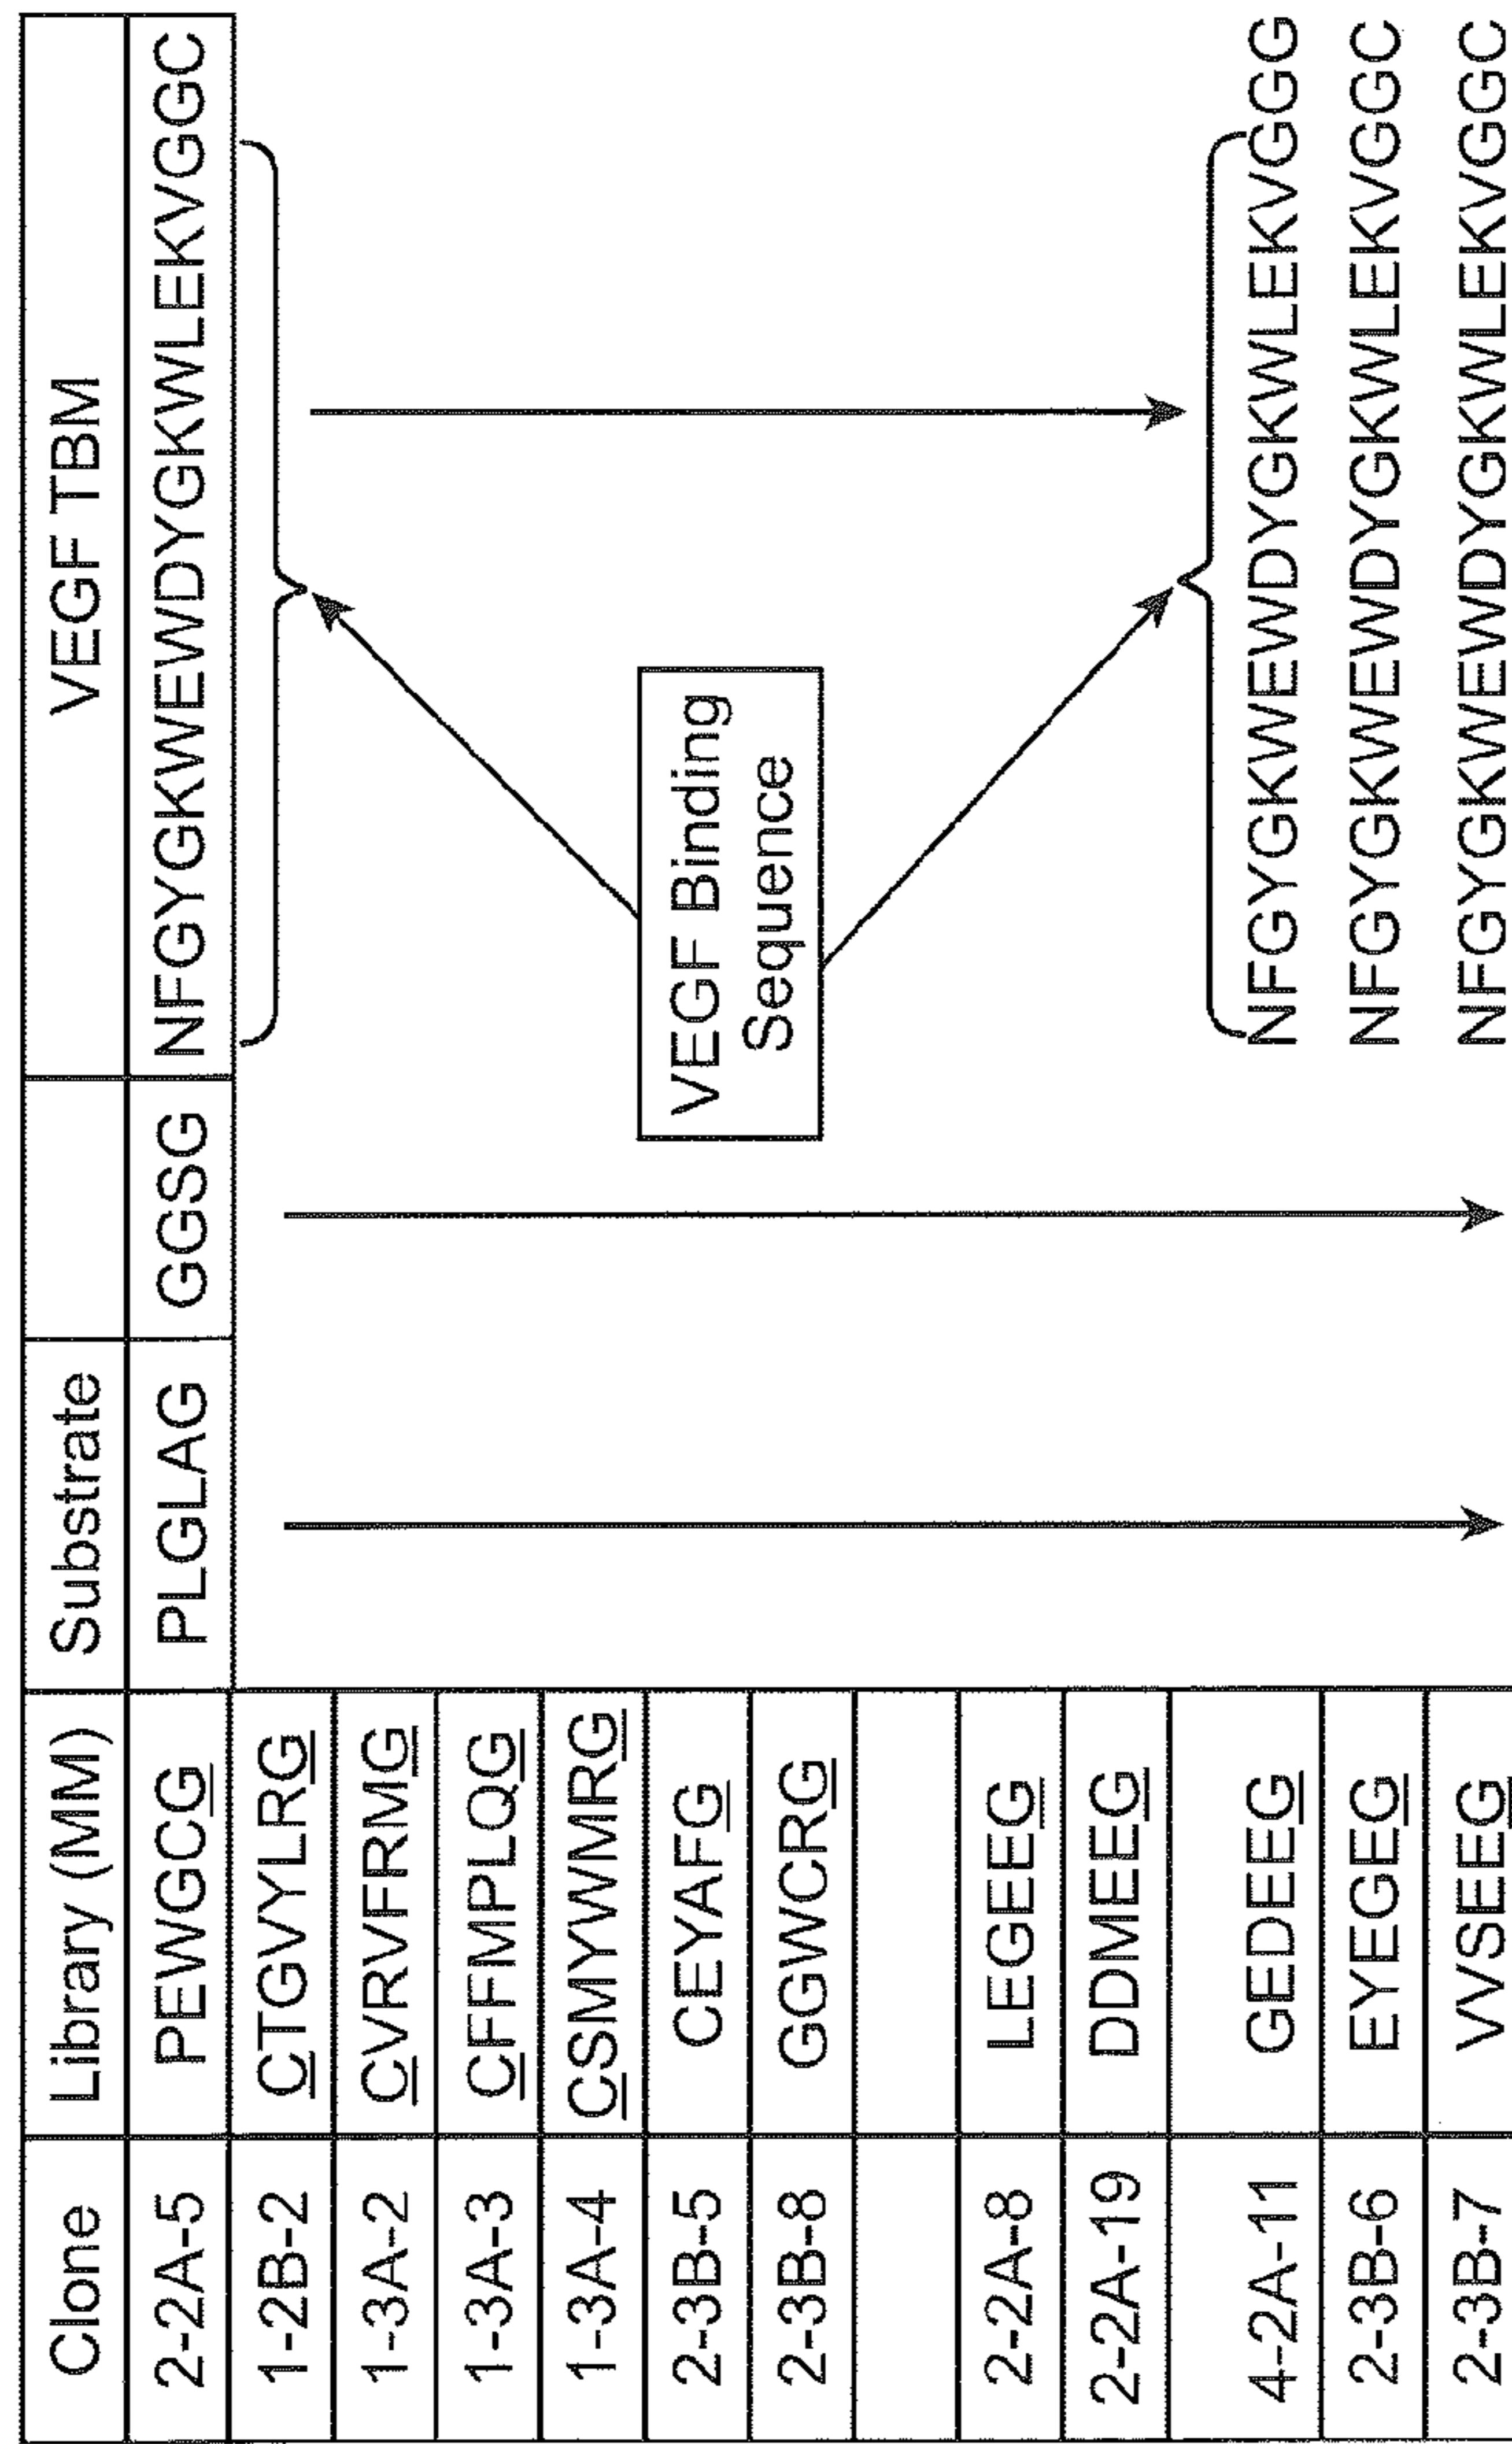 Clone Library (MM) Substrate VEGF TBM
2-2A-5 PEWGCG PLGLAG GGSG NFGYGKWEWDYGKWLEKVGGC
1-2B-2 CTGVYLRG
1-3A-2 CVRVFRMG
1-3A-3 CFFMPLQG
1-3A-4 CSMYWMRG
2-3B-5 CEYAFG
2-3B-8 GGWCRG
VEGF Binding
Sequence
2-2A-8 LEGEEG
2-2A-19 DDMEEG
4-2A-11 GEDEEG NFGYGKWEWDYGKWLEKVGGG
2-3B-6 EYEGEG NFGYGKWEWDYGKWLEKVGGC
2-3B-7 VVSEEG NFGYGKWEWDYGKWLEKVGGC